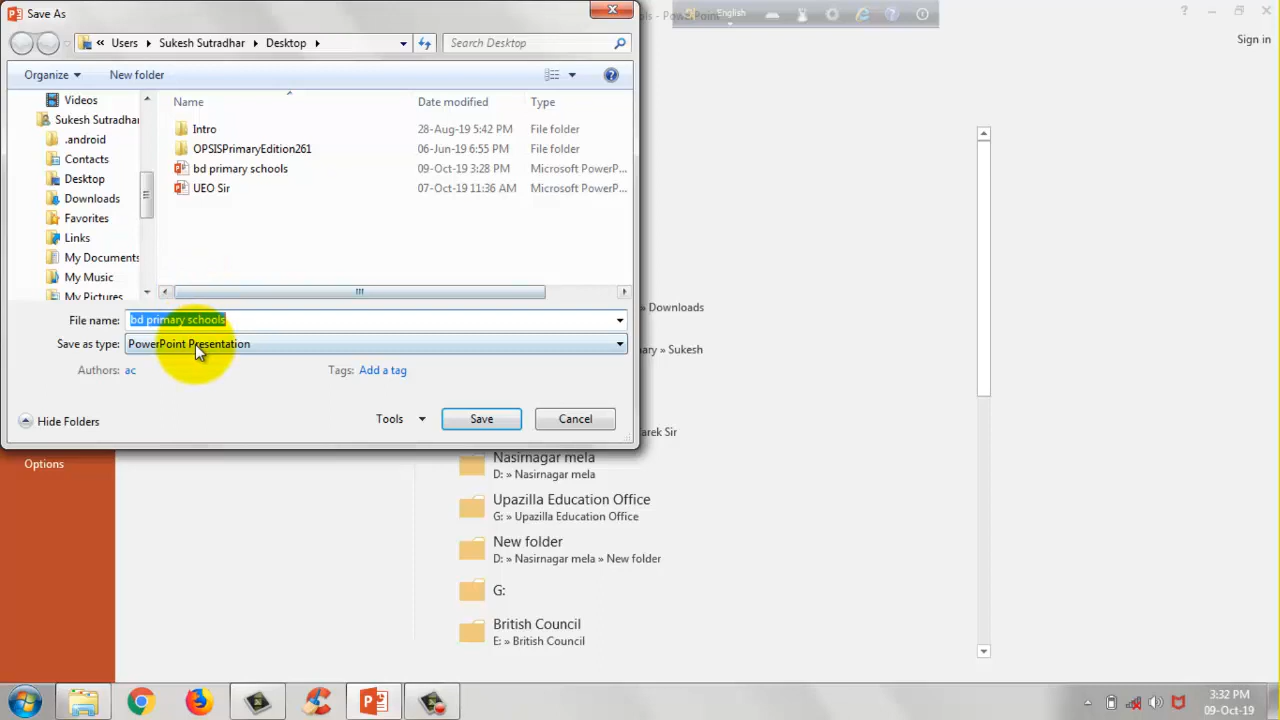 Save As
English
ls - PowerPoint
Sign in
Users
Sukesh Sutradhar
Desktop
Search Desktop
Organize
New folder
Name
Date modified
Type
Videos
Sukesh Sutradhar
.android
Contacts
Desktop
Downloads
Favorites
Links
My Documents
My Music
My Pictures
Intro 28-Aug-19 5:42 PM File folder
OPSISPrimaryEdition261 06-Jun-19 6:55 PM File folder
bd primary schools 09-Oct-19 3:28 PM Microsoft PowerP...
UEO Sir 07-Oct-19 11:36 AM Microsoft PowerP...
File name: bd primary schools
Save as type: PowerPoint Presentation
Authors: ac
Tags: Add a tag
Hide Folders
Tools
Save
Cancel
» Downloads
ary » Sukesh
arek Sir
Options
Nasirnagar mela
D: » Nasirnagar mela
Upazilla Education Office
G: » Upazilla Education Office
New folder
D: » Nasirnagar mela » New folder
G:
British Council
E: » British Council
3:32 PM
09-Oct-19